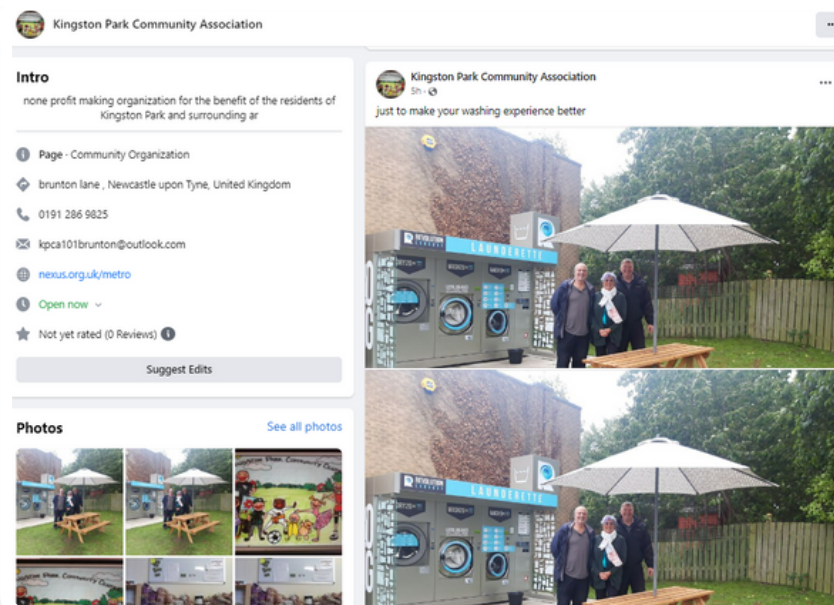 Kingston Park Community Association
Intro
none profit making organization for the benefit of the residents of
Kingston Park and surrounding ar
Page · Community Organization
brunton lane , Newcastle upon Tyne, United Kingdom
0191 286 9825
kpca101brunton@outlook.com
nexus.org.uk/metro
Open now
Not yet rated (0 Reviews)
Suggest Edits
Photos
See all photos
Kingston Park Community Association
5h ·
just to make your washing experience better
REVOLUTION
LAUNDERETTE
REVOLUTION
LAUNDERETTE